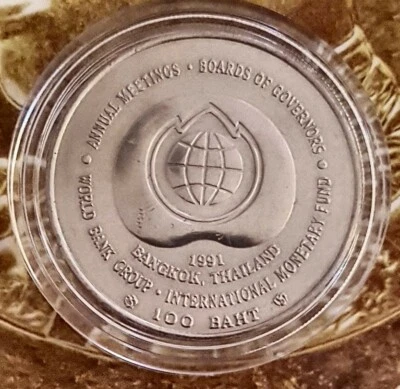 ANNUAL MEETINGS • BOARDS OF GOVERNORS •
WORLD BANK GROUP • INTERNATIONAL MONETARY FUND
1991
BANGKOK, THAILAND
100 BAHT